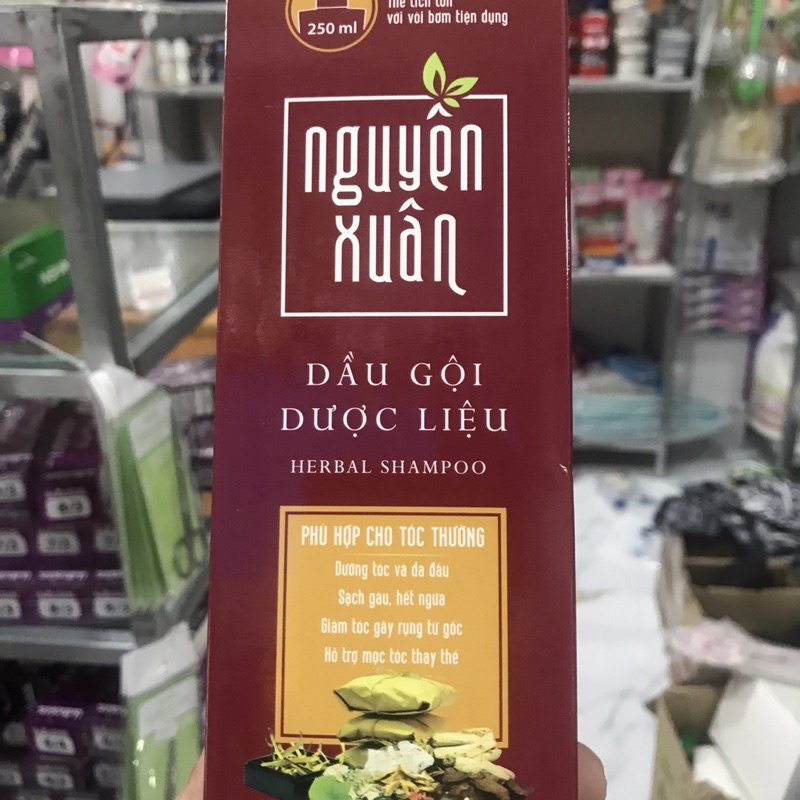 Thể tích lớn
với vòi bơm tiện dụng
250 ml
nguyên
xuân
DẦU GỘI
DƯỢC LIỆU
HERBAL SHAMPOO
PHÙ HỢP CHO TÓC THƯỜNG
Dưỡng tóc và da đầu
Sạch gàu, hết ngứa
Giảm tóc gãy rụng từ gốc
Hỗ trợ mọc tóc thay thế